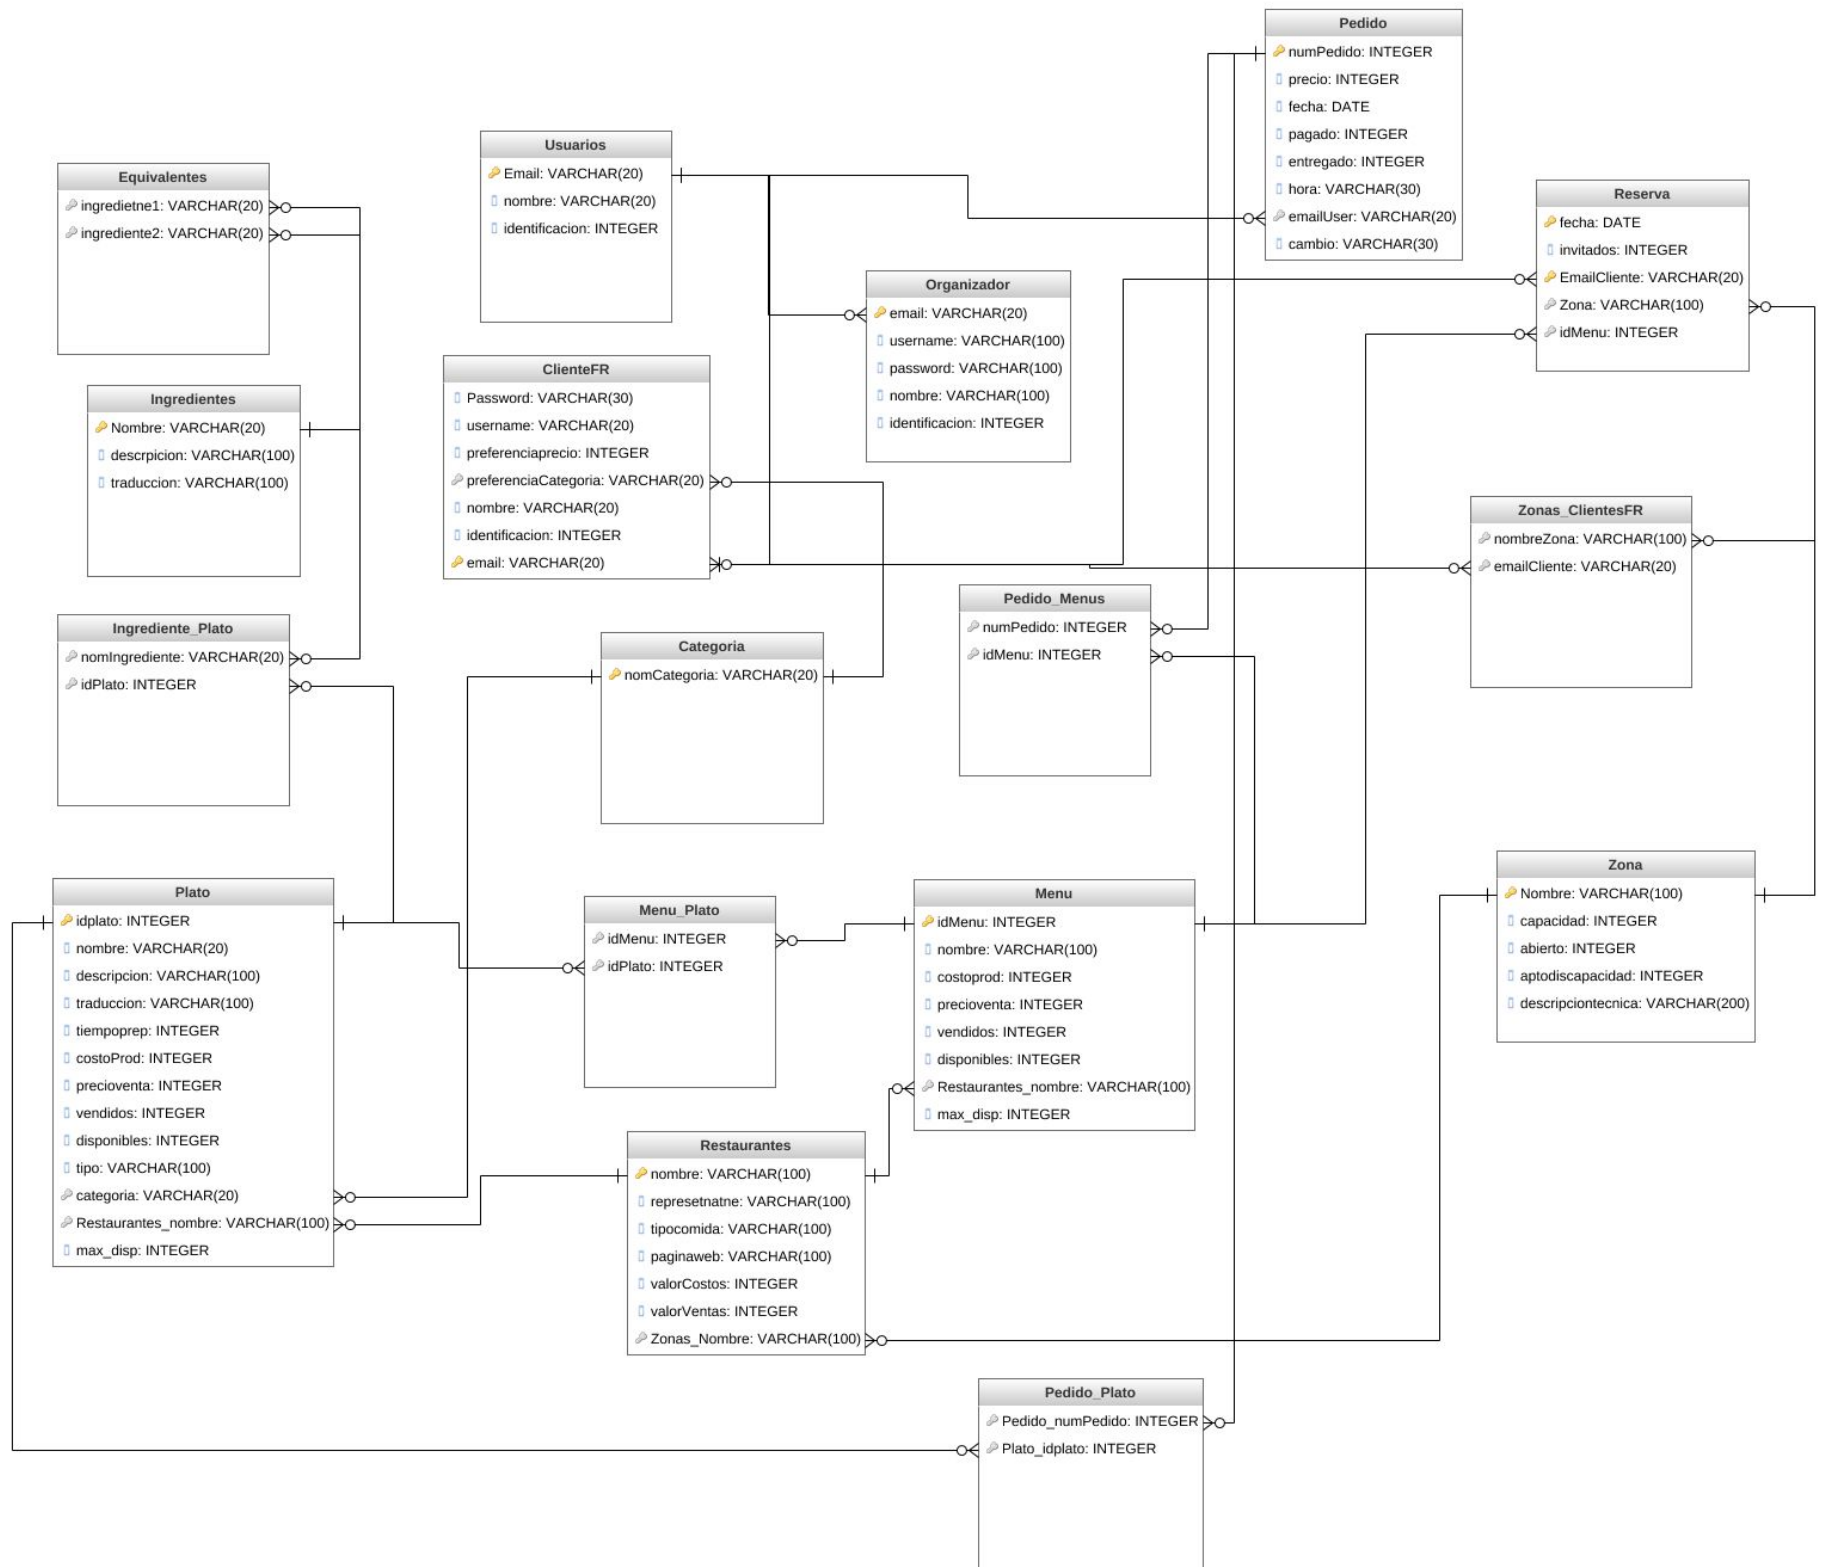 Pedido
numPedido: INTEGER
precio: INTEGER
fecha: DATE
pagado: INTEGER
entregado: INTEGER
hora: VARCHAR(30)
emailUser: VARCHAR(20)
cambio: VARCHAR(30)
Usuarios
Email: VARCHAR(20)
nombre: VARCHAR(20)
identificacion: INTEGER
Equivalentes
ingredietne1: VARCHAR(20)
ingrediente2: VARCHAR(20)
Reserva
fecha: DATE
invitados: INTEGER
EmailCliente: VARCHAR(20)
Zona: VARCHAR(100)
idMenu: INTEGER
Organizador
email: VARCHAR(20)
username: VARCHAR(100)
password: VARCHAR(100)
nombre: VARCHAR(100)
identificacion: INTEGER
ClienteFR
Password: VARCHAR(30)
username: VARCHAR(20)
preferenciaprecio: INTEGER
preferenciaCategoria: VARCHAR(20)
nombre: VARCHAR(20)
identificacion: INTEGER
email: VARCHAR(20)
Ingredientes
Nombre: VARCHAR(20)
descrpicion: VARCHAR(100)
traduccion: VARCHAR(100)
Zonas_ClientesFR
nombreZona: VARCHAR(100)
emailCliente: VARCHAR(20)
Pedido_Menus
numPedido: INTEGER
idMenu: INTEGER
Ingrediente_Plato
nomIngrediente: VARCHAR(20)
idPlato: INTEGER
Categoria
nomCategoria: VARCHAR(20)
Zona
Nombre: VARCHAR(100)
capacidad: INTEGER
abierto: INTEGER
aptodiscapacidad: INTEGER
descripciontecnica: VARCHAR(200)
Plato
idplato: INTEGER
nombre: VARCHAR(20)
descripcion: VARCHAR(100)
traduccion: VARCHAR(100)
tiempoprep: INTEGER
costoProd: INTEGER
precioventa: INTEGER
vendidos: INTEGER
disponibles: INTEGER
tipo: VARCHAR(100)
categoria: VARCHAR(20)
Restaurantes_nombre: VARCHAR(100)
max_disp: INTEGER
Menu_Plato
idMenu: INTEGER
idPlato: INTEGER
Menu
idMenu: INTEGER
nombre: VARCHAR(100)
costoprod: INTEGER
precioventa: INTEGER
vendidos: INTEGER
disponibles: INTEGER
Restaurantes_nombre: VARCHAR(100)
max_disp: INTEGER
Restaurantes
nombre: VARCHAR(100)
represetnatne: VARCHAR(100)
tipocomida: VARCHAR(100)
paginaweb: VARCHAR(100)
valorCostos: INTEGER
valorVentas: INTEGER
Zonas_Nombre: VARCHAR(100)
Pedido_Plato
Pedido_numPedido: INTEGER
Plato_idplato: INTEGER